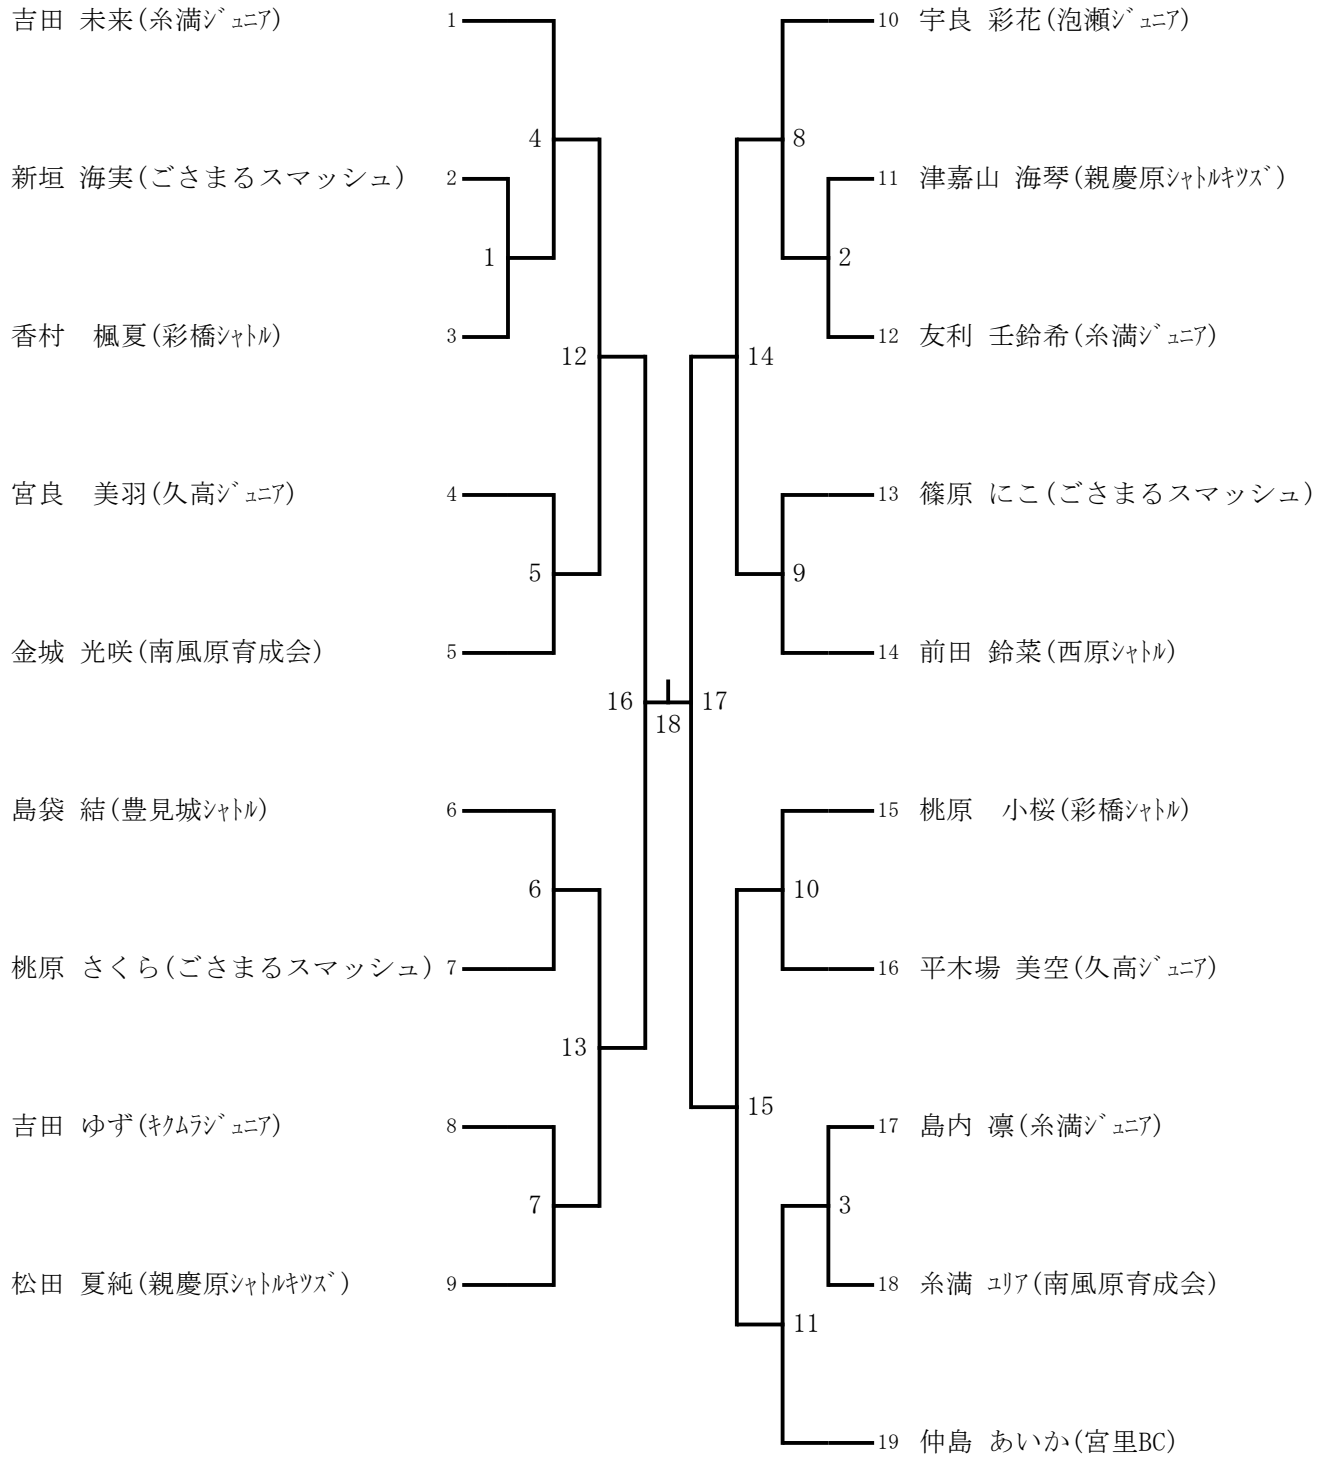 吉田 未来(糸満ｼﾞｭﾆｱ) 1
10 宇良 彩花(泡瀬ｼﾞｭﾆｱ)
4
8
新垣 海実(ごさまるスマッシュ) 2
11 津嘉山 海琴(親慶原ｼｬﾄﾙｷｯｽﾞ)
1
2
香村　楓夏(彩橋ｼｬﾄﾙ) 3
12 友利 壬鈴希(糸満ｼﾞｭﾆｱ)
12
14
宮良　美羽(久高ｼﾞｭﾆｱ) 4
13 篠原 にこ(ごさまるスマッシュ)
5
9
金城 光咲(南風原育成会) 5
14 前田 鈴菜(西原ｼｬﾄﾙ)
16
17
18
島袋 結(豊見城ｼｬﾄﾙ) 6
15 桃原　小桜(彩橋ｼｬﾄﾙ)
6
10
桃原 さくら(ごさまるスマッシュ) 7
16 平木場 美空(久高ｼﾞｭﾆｱ)
13
15
吉田 ゆず(ｷｸﾑﾗｼﾞｭﾆｱ) 8
17 島内 凛(糸満ｼﾞｭﾆｱ)
7
3
松田 夏純(親慶原ｼｬﾄﾙｷｯｽﾞ) 9
18 糸満 ﾕﾘｱ(南風原育成会)
11
19 仲島 あいか(宮里BC)